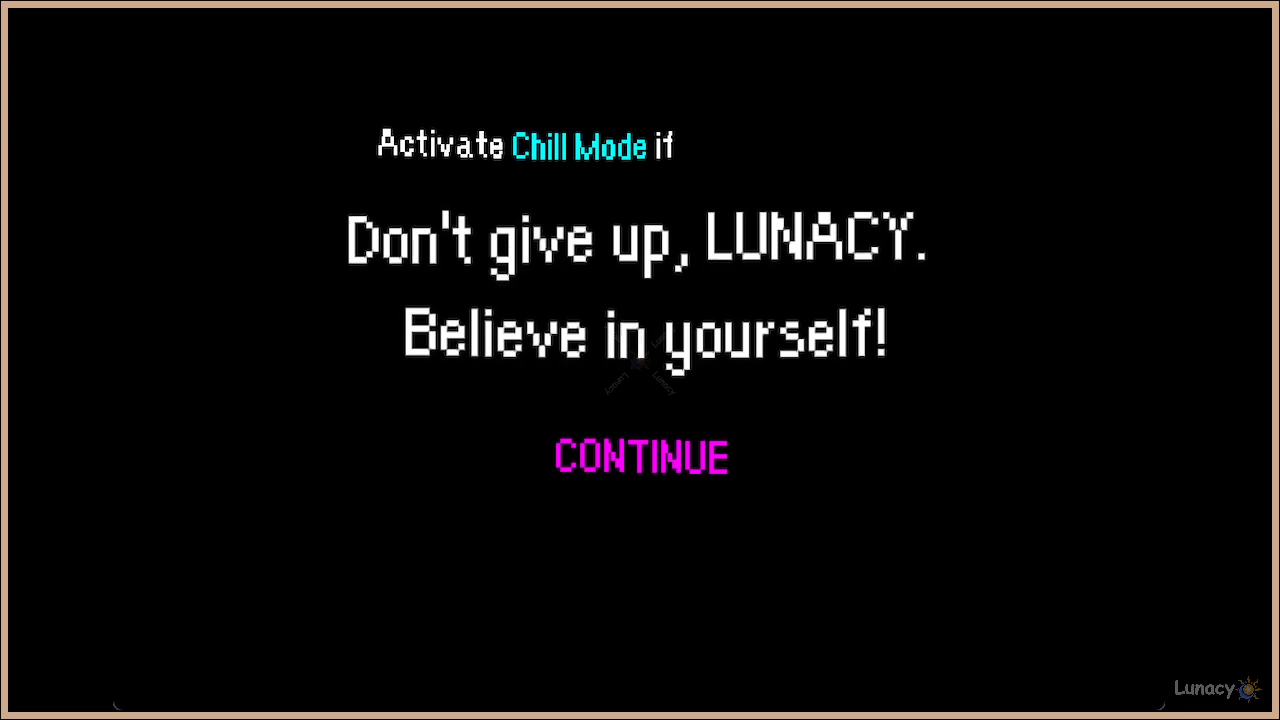 Activate Chill Mode if
Don't give up, LUNACY.
Believe in yourself!
CONTINUE
Lunacy